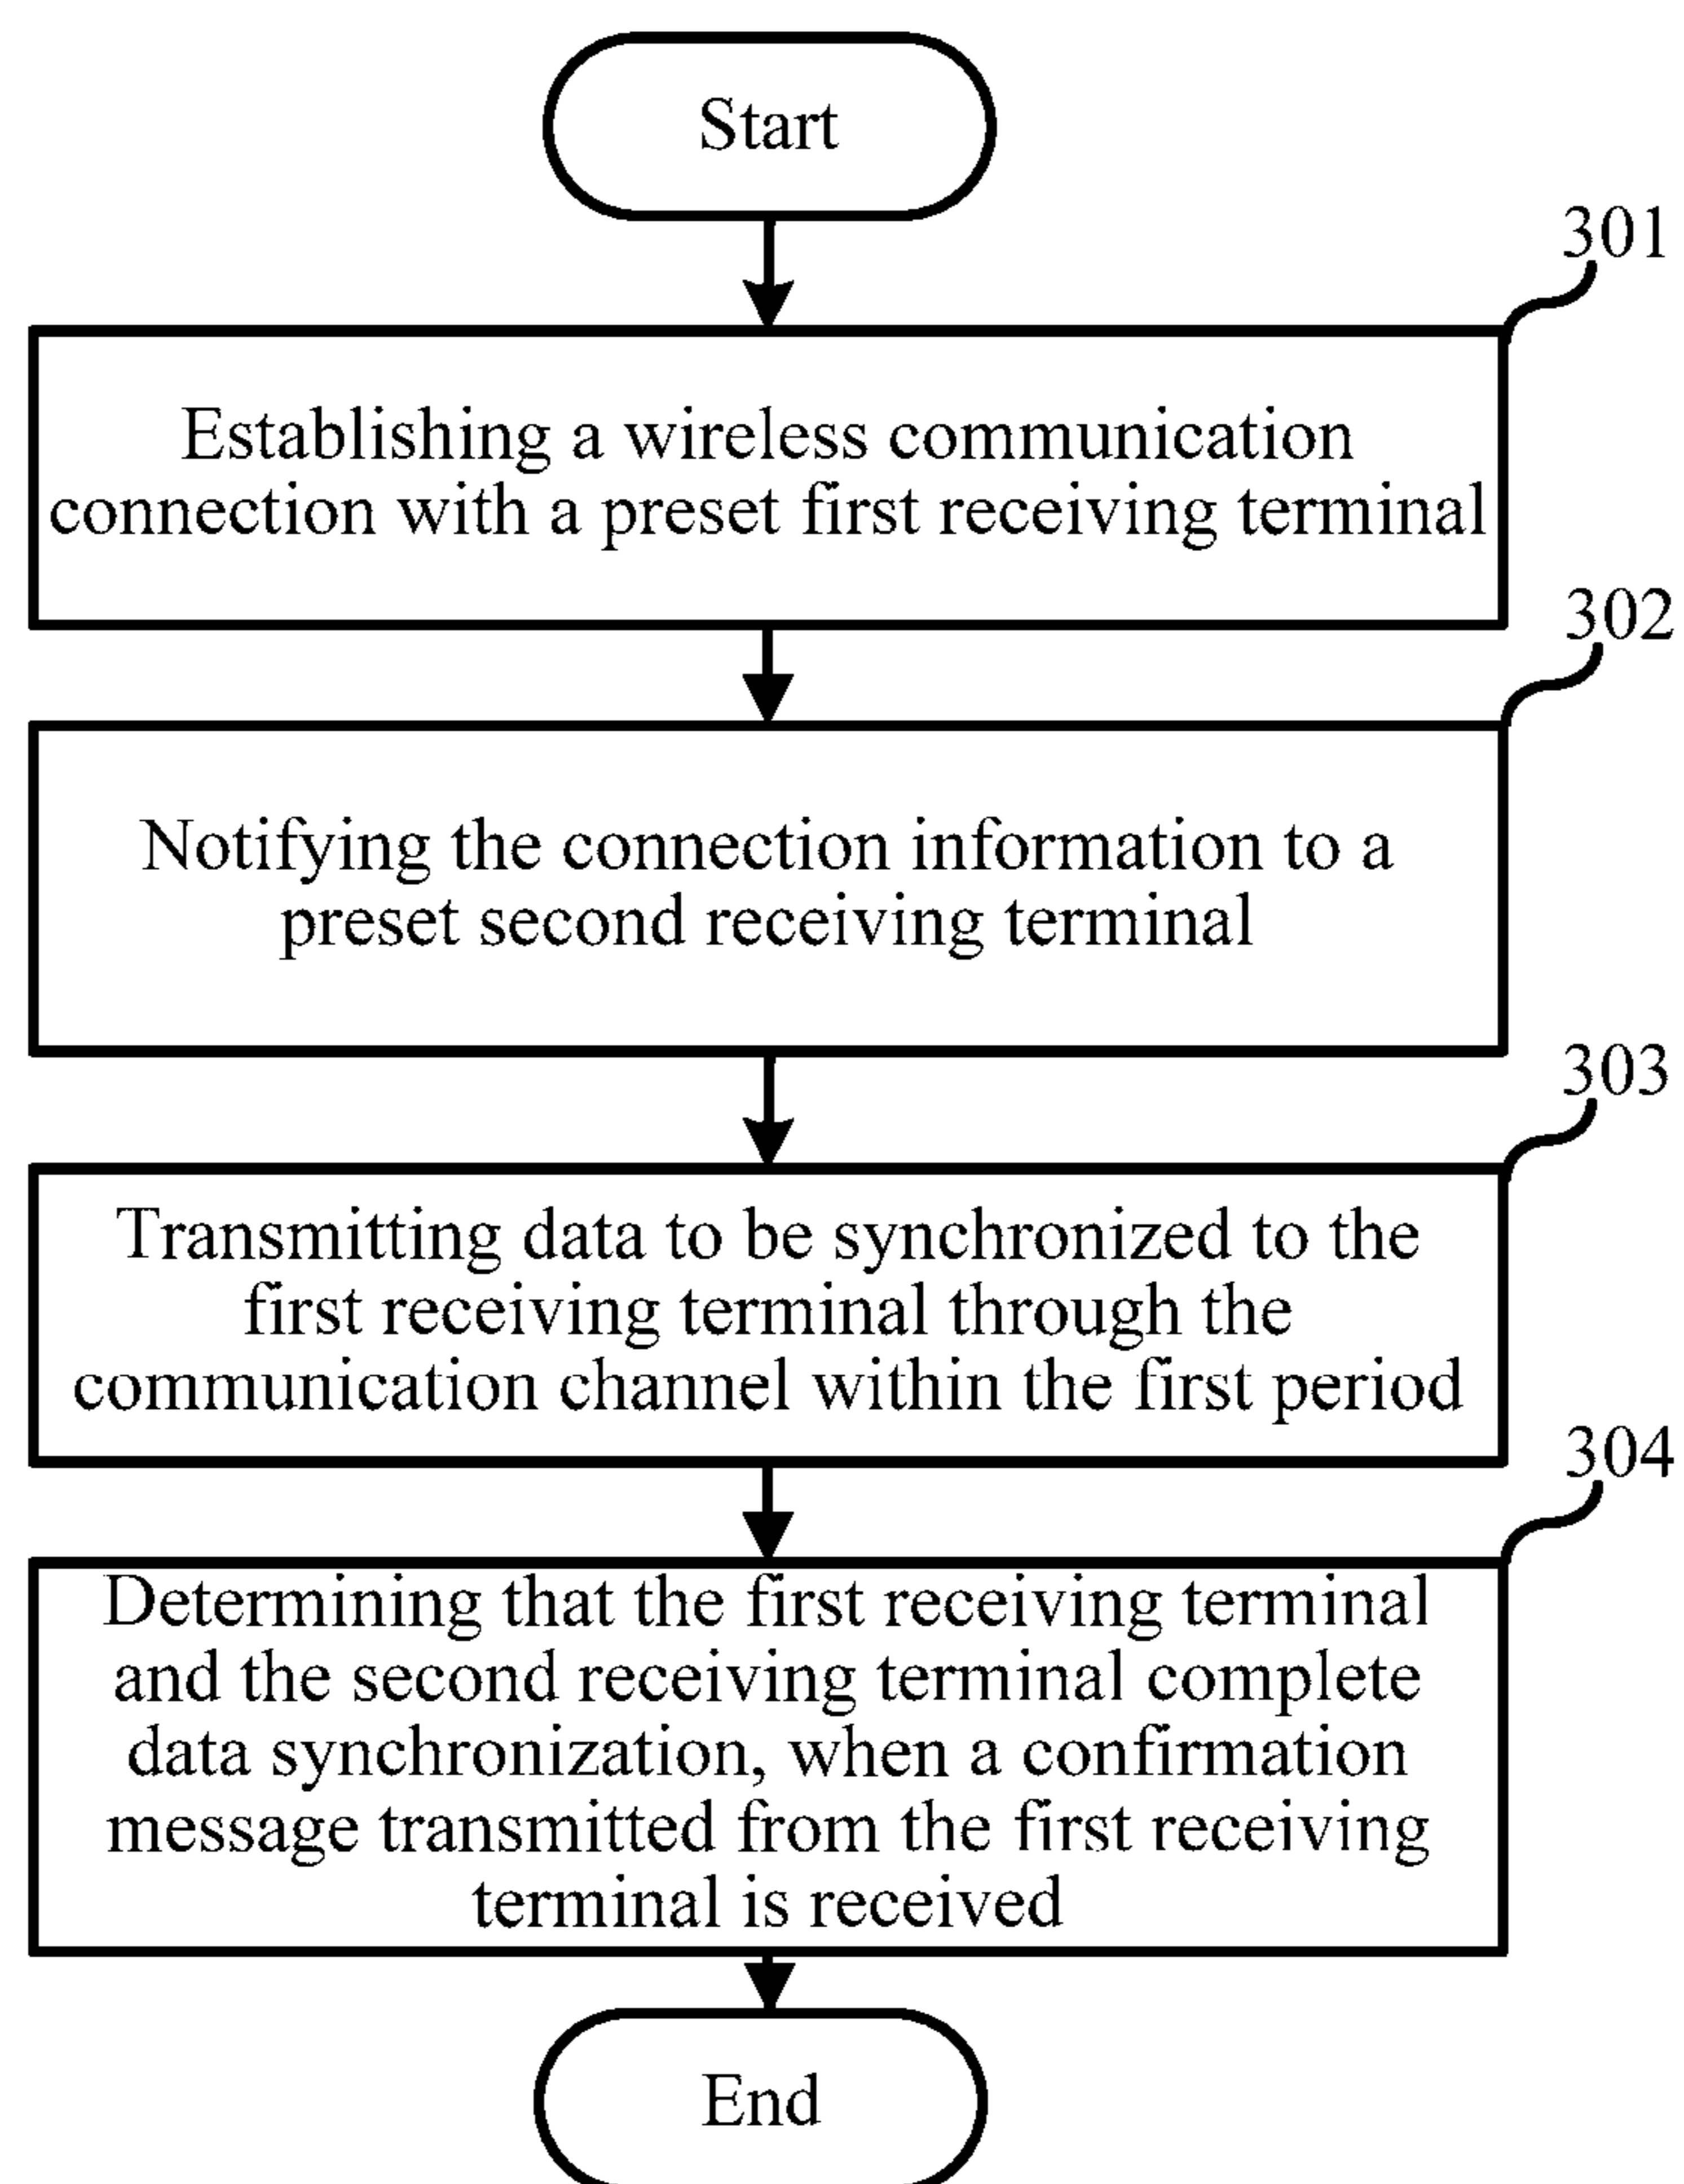 Start
301
Establishing a wireless communication
connection with a preset first receiving terminal
302
Notifying the connection information to a
preset second receiving terminal
303
Transmitting data to be synchronized to the
first receiving terminal through the
communication channel within the first period
304
Determining that the first receiving terminal
and the second receiving terminal complete
data synchronization, when a confirmation
message transmitted from the first receiving
terminal is received
End